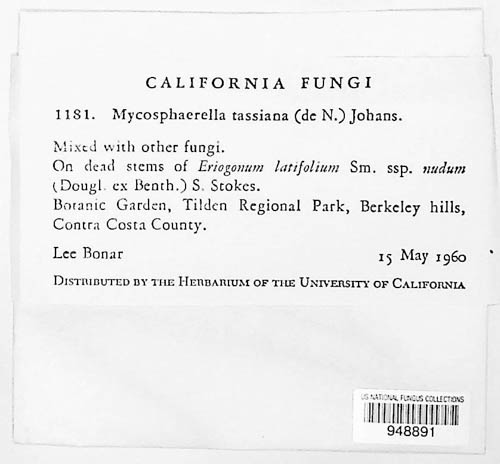 CALIFORNIA FUNGI
1181. Mycosphaerella tassiana (de N.) Johans.
Mixed with other fungi.
On dead stems of Eriogonum latifolium Sm. ssp. nudum
(Dougl. ex Benth.) S. Stokes.
Botanic Garden, Tilden Regional Park, Berkeley hills,
Contra Costa County.
Lee Bonar 15 May 1960
DISTRIBUTED BY THE HERBARIUM OF THE UNIVERSITY OF CALIFORNIA
US NATIONAL FUNGUS COLLECTIONS
948891